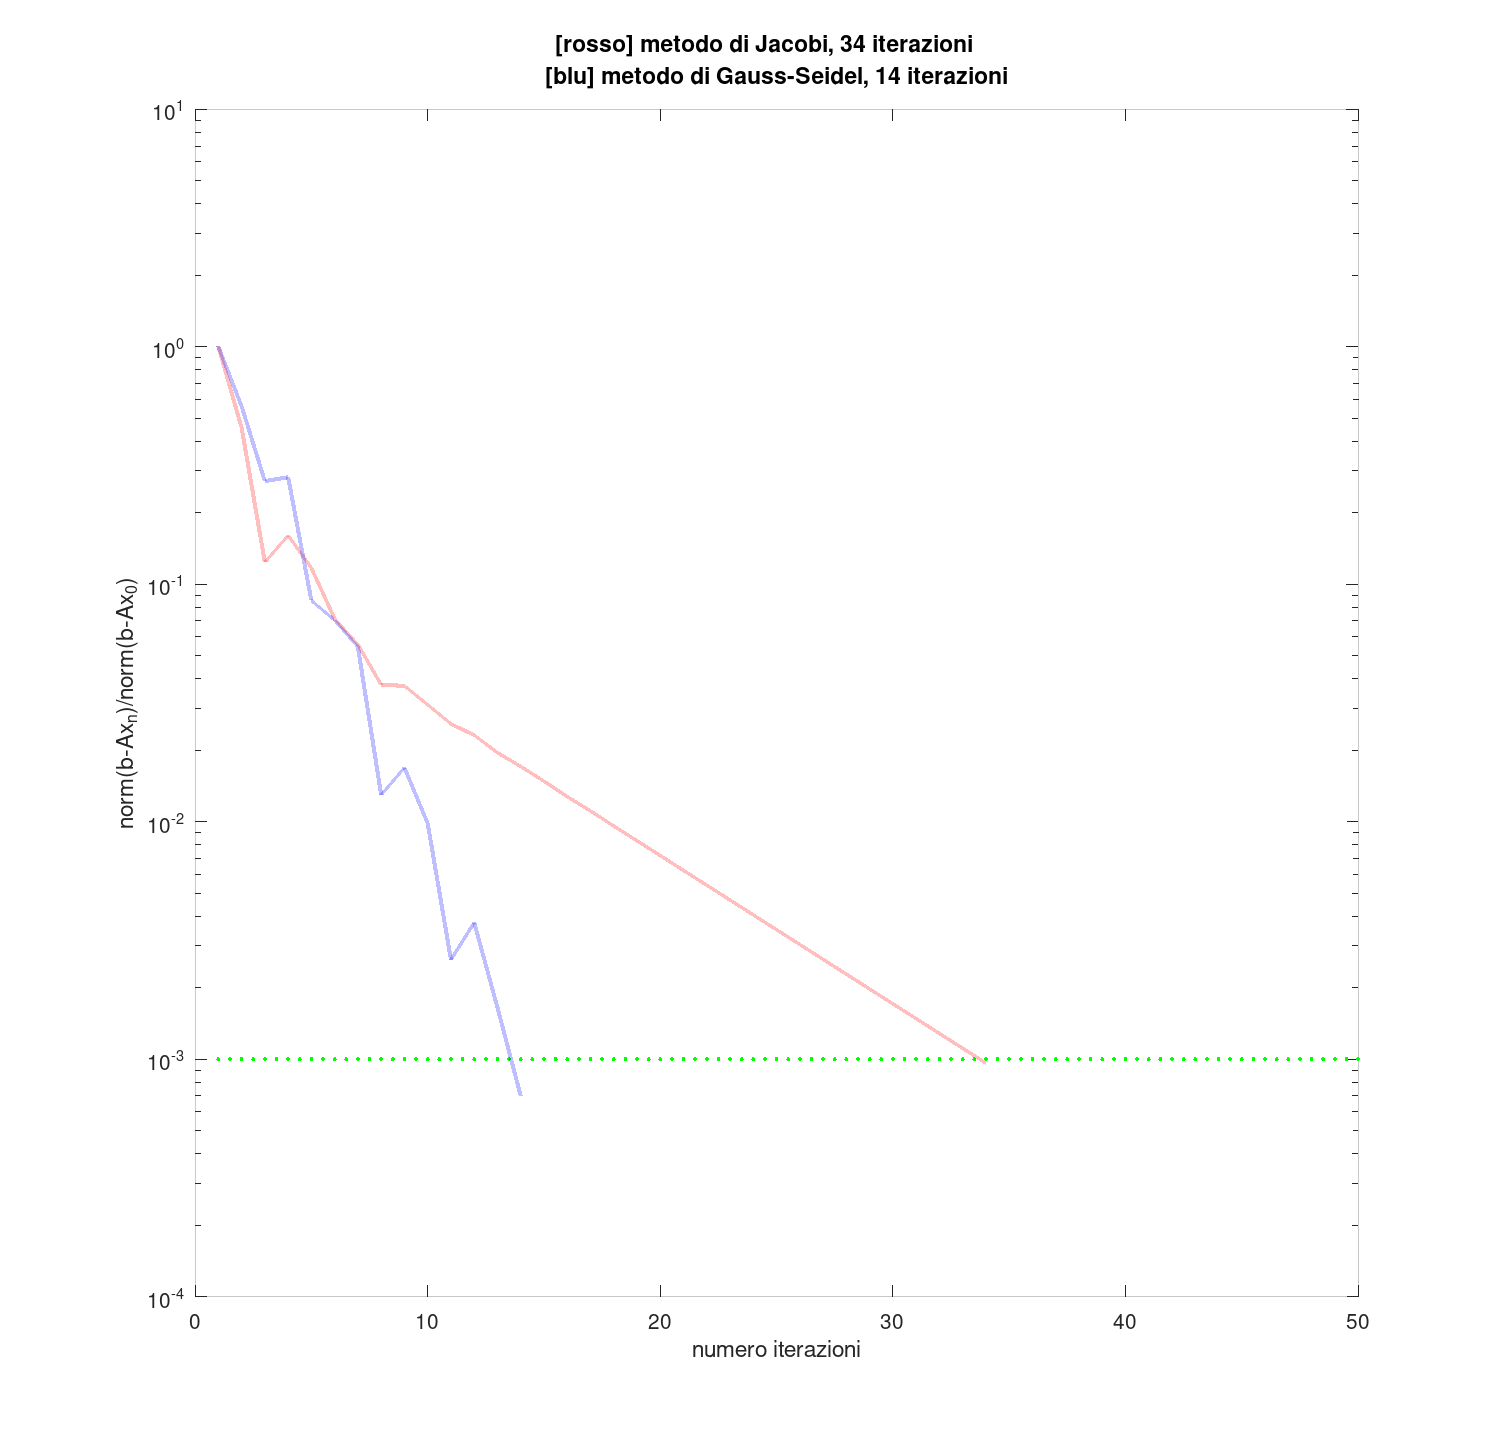 [rosso] metodo di Jacobi, 34 iterazioni
[blu] metodo di Gauss-Seidel, 14 iterazioni
10^1
10^0
10^-1
10^-2
10^-3
10^-4
norm(b-Ax_n)/norm(b-Ax_0)
0 10 20 30 40 50
numero iterazioni